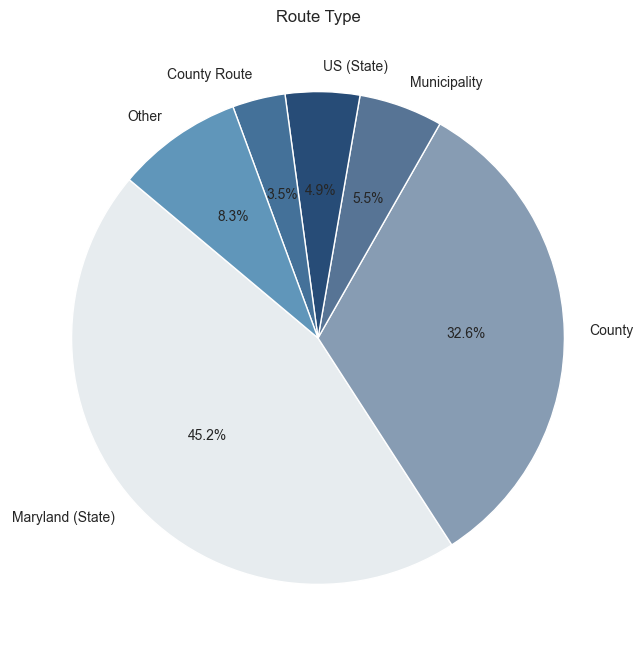 Route Type
US (State)
County Route
Municipality
Other
4.9%
3.5%
5.5%
8.3%
County
32.6%
45.2%
Maryland (State)